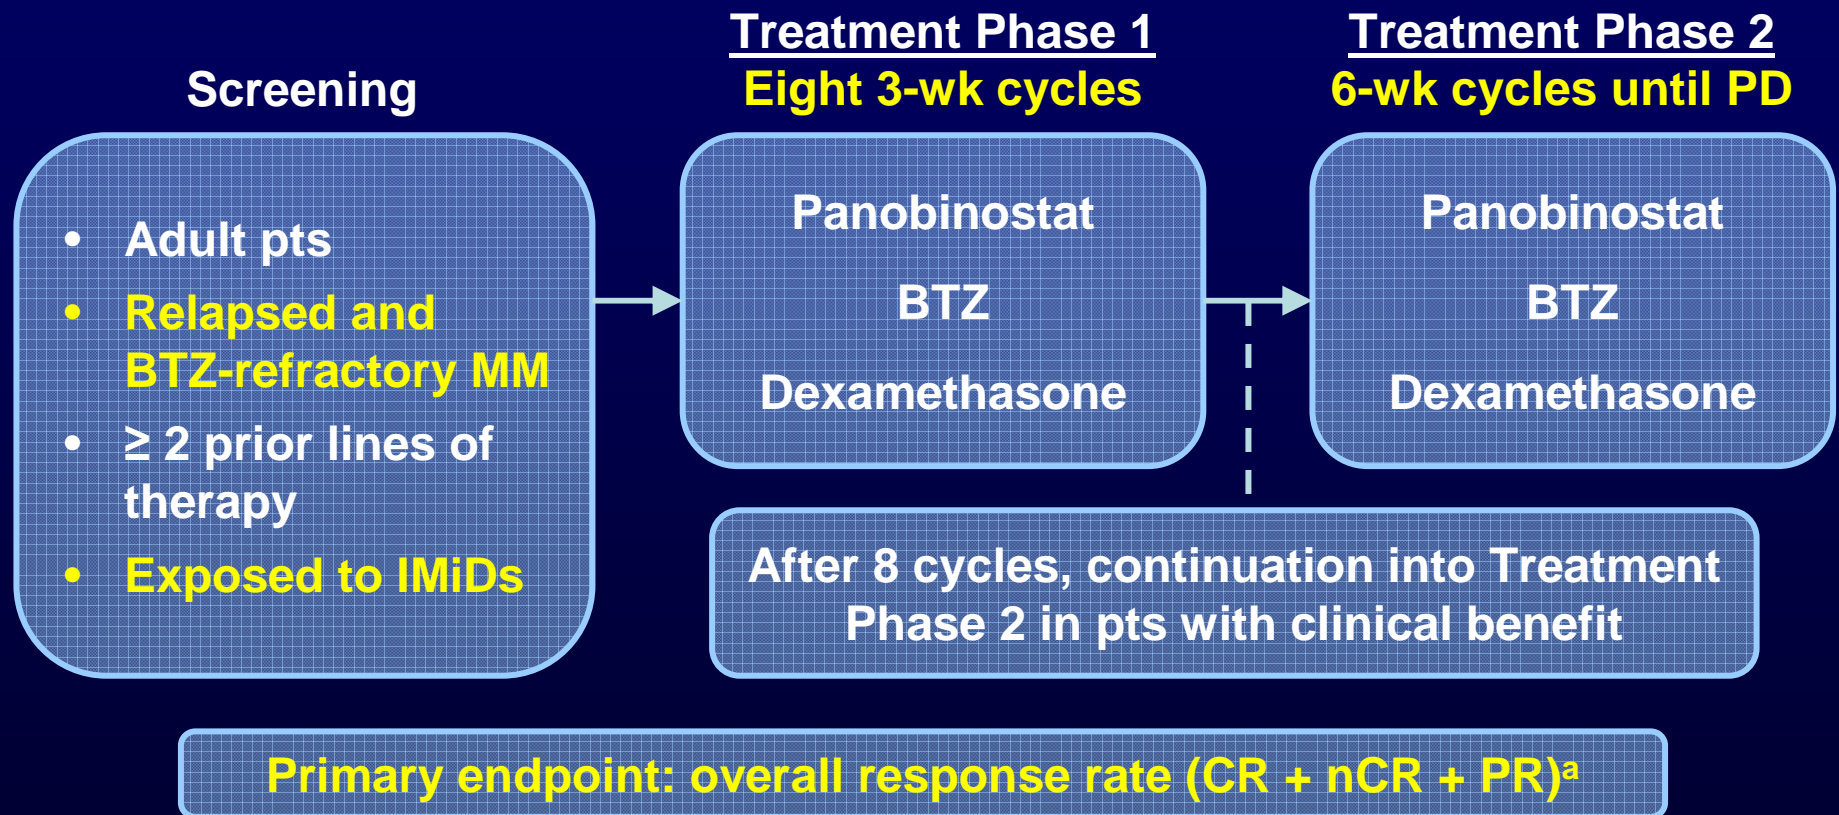 Screening
• Adult pts
• Relapsed and
BTZ-refractory MM
• ≥ 2 prior lines of
therapy
• Exposed to IMiDs
Treatment Phase 1
Eight 3-wk cycles
Panobinostat
BTZ
Dexamethasone
Treatment Phase 2
6-wk cycles until PD
Panobinostat
BTZ
Dexamethasone
After 8 cycles, continuation into Treatment
Phase 2 in pts with clinical benefit
Primary endpoint: overall response rate (CR + nCR + PR)ᵃ